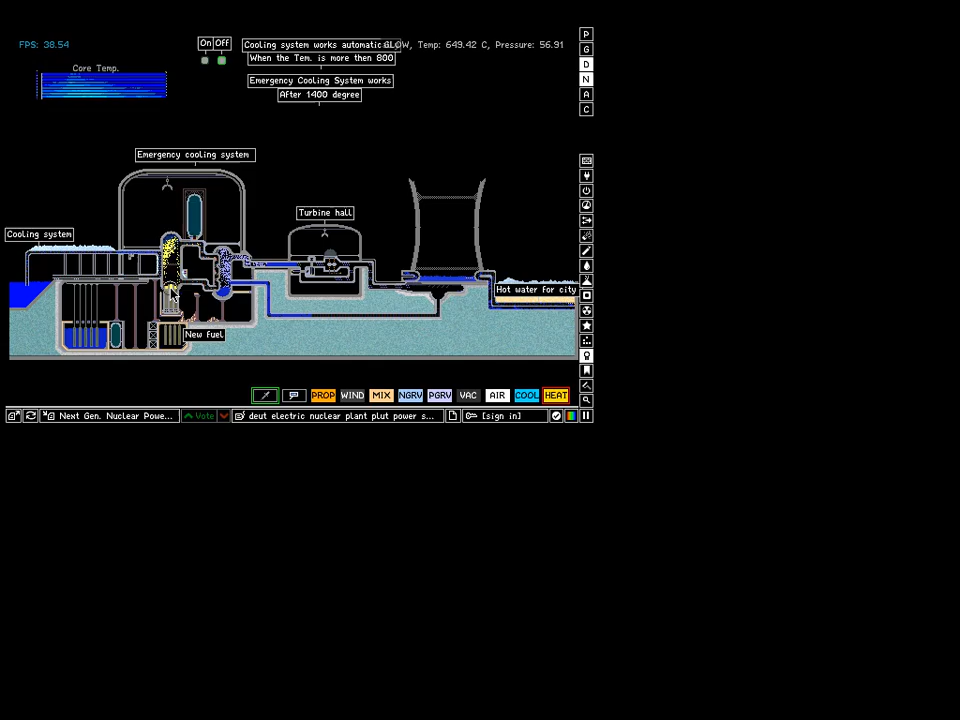 FPS: 38.54
On Off
Cooling system works automatic
GLOW, Temp: 649.42 C, Pressure: 56.91
When the Tem. is more then 800
Core Temp.
Emergency Cooling System works
After 1400 degree
P
G
D
N
A
C
Emergency cooling system
Turbine hall
Cooling system
Hot water for city
New fuel
PROP WIND MIX NGRV PGRV VAC AIR COOL HEAT
Next Gen. Nuclear Powe... Vote deut electric nuclear plant plut power s... [sign in]